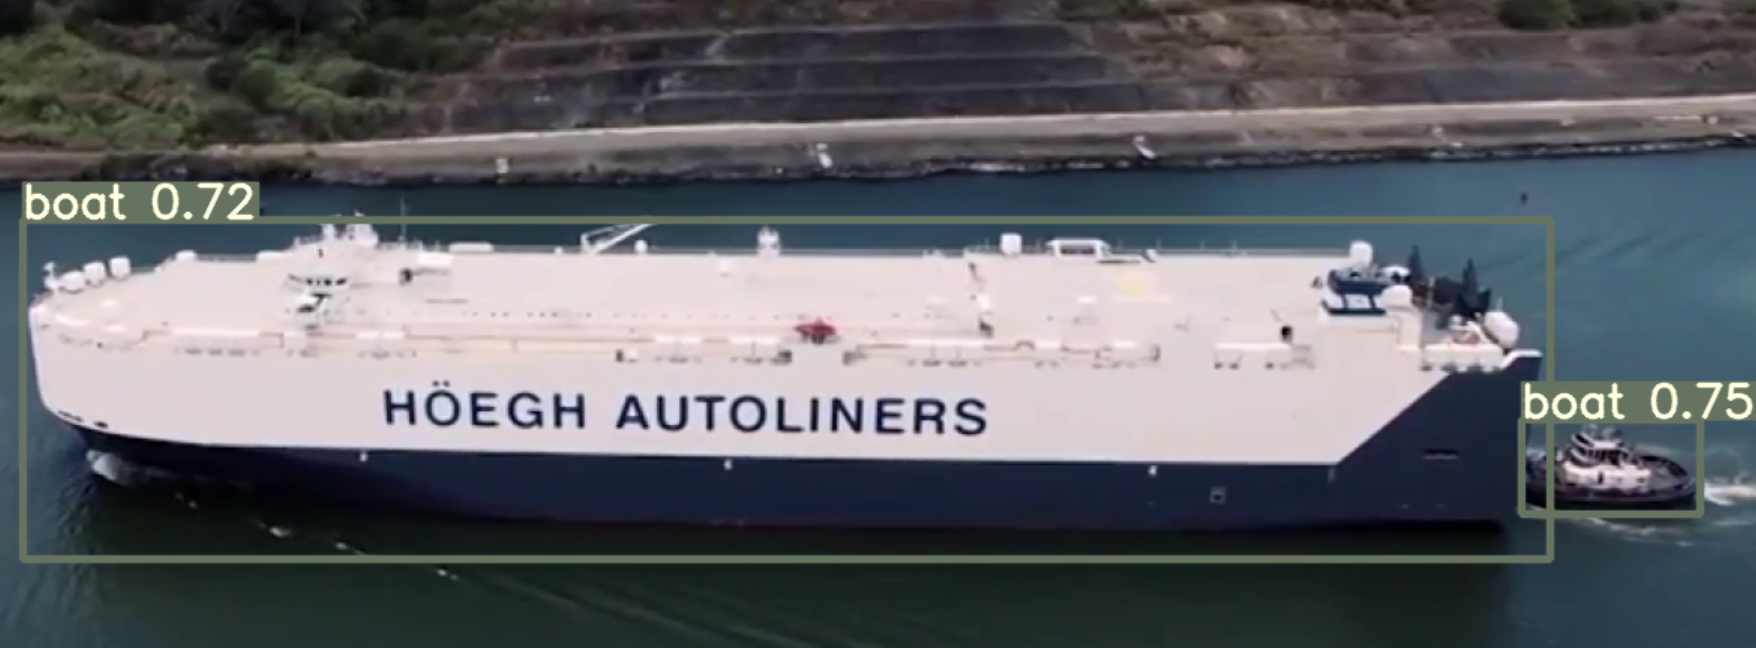 boat 0.72
HÖEGH AUTOLINERS
boat 0.75